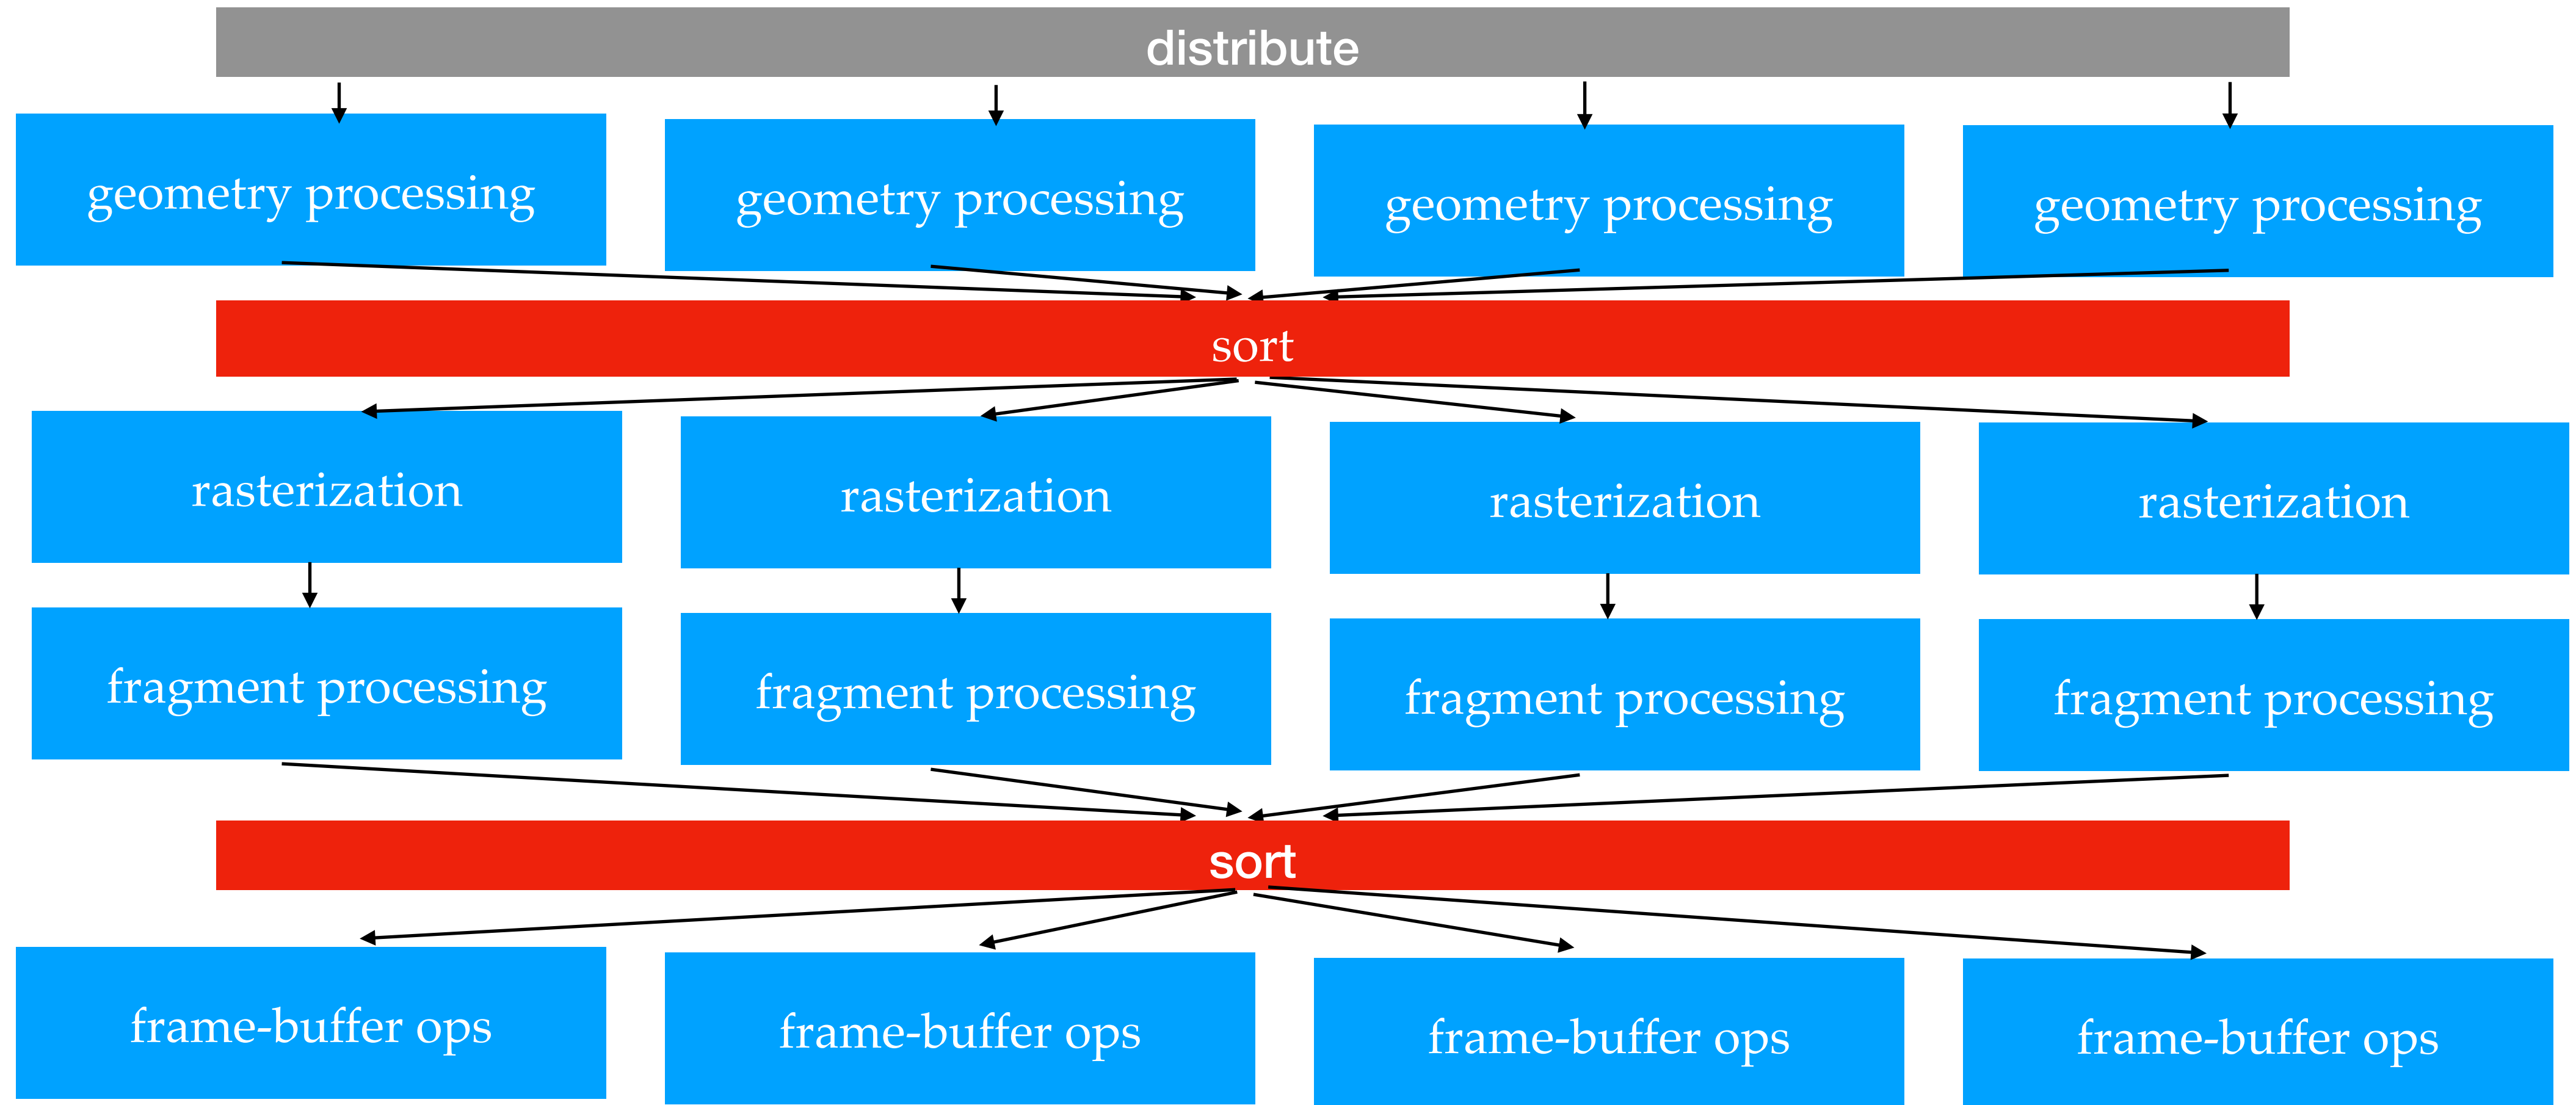 distribute
geometry processing
geometry processing
geometry processing
geometry processing
sort
rasterization
rasterization
rasterization
rasterization
fragment processing
fragment processing
fragment processing
fragment processing
sort
frame-buffer ops
frame-buffer ops
frame-buffer ops
frame-buffer ops